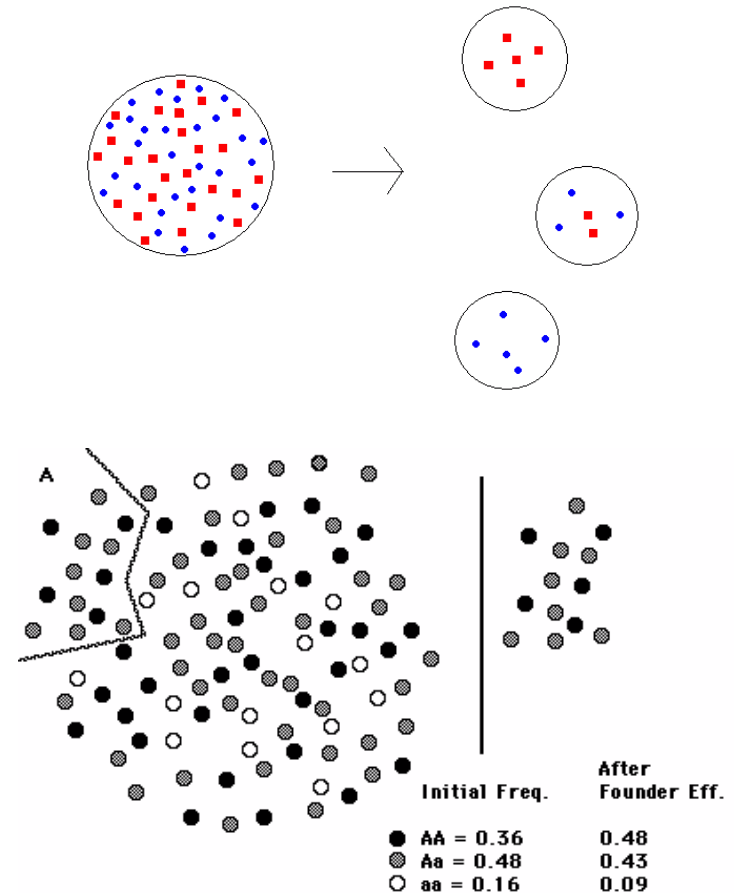 A
Initial Freq.
After
Founder Eff.
AA = 0.36 0.48
Aa = 0.48 0.43
aa = 0.16 0.09